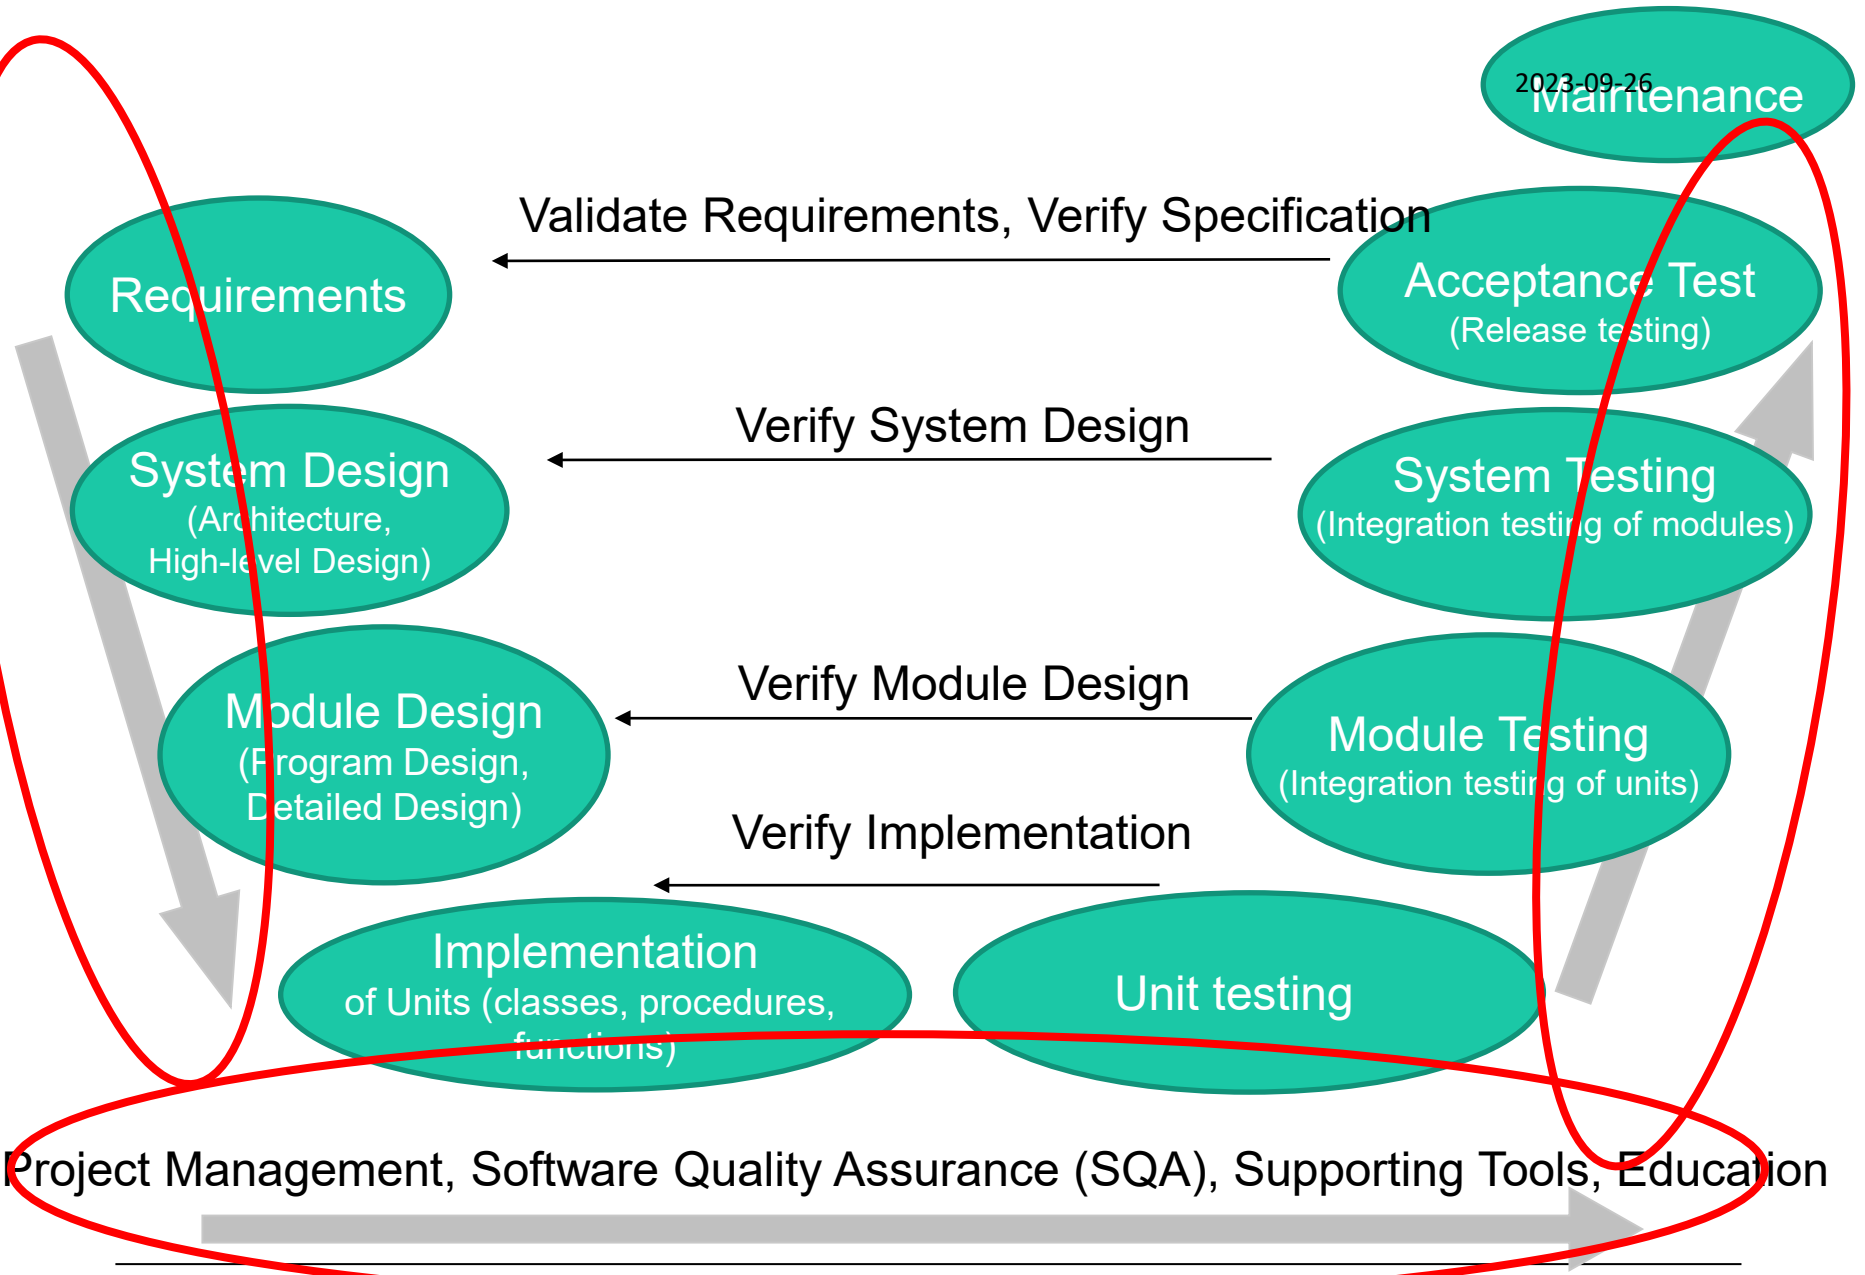 2023-09-26
Maintenance
Validate Requirements, Verify Specification
Requirements
Acceptance Test
(Release testing)
Verify System Design
System Design
(Architecture,
High-level Design)
System Testing
(Integration testing of modules)
Verify Module Design
Module Design
(Program Design,
Detailed Design)
Module Testing
(Integration testing of units)
Verify Implementation
Implementation
of Units (classes, procedures,
functions)
Unit testing
Project Management, Software Quality Assurance (SQA), Supporting Tools, Education